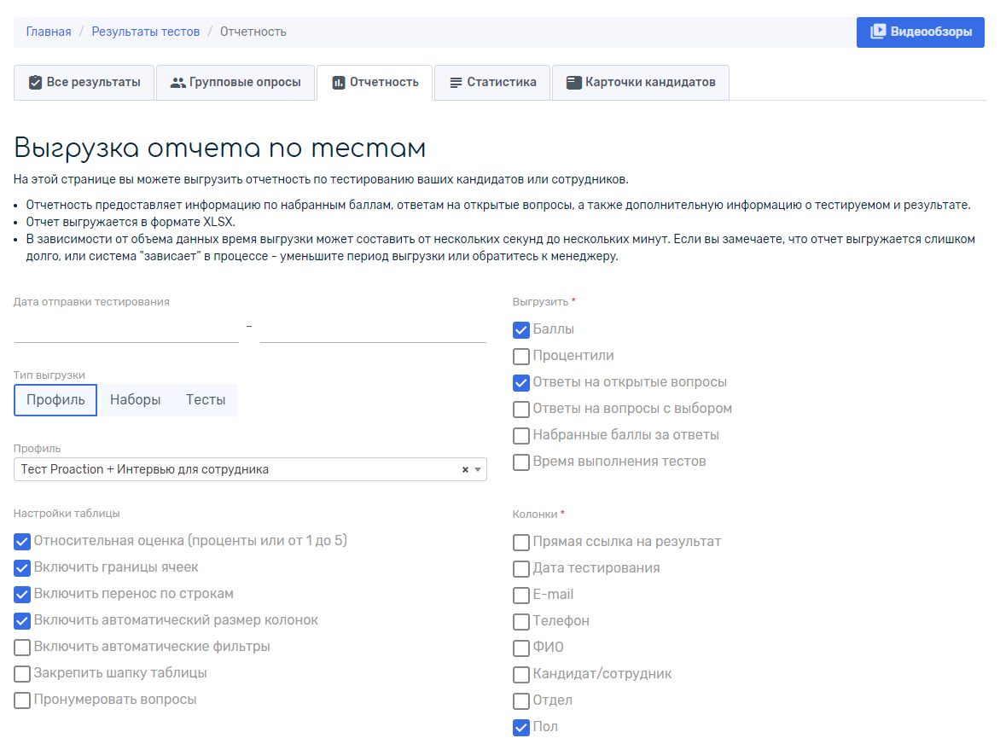 Главная / Результаты тестов / Отчетность
Видеообзоры
Все результаты
Групповые опросы
Отчетность
Статистика
Карточки кандидатов
Выгрузка отчета по тестам
На этой странице вы можете выгрузить отчетность по тестированию ваших кандидатов или сотрудников.
• Отчетность предоставляет информацию по набранным баллам, ответам на открытые вопросы, а также дополнительную информацию о тестируемом и результате.
• Отчет выгружается в формате XLSX.
• В зависимости от объема данных время выгрузки может составить от нескольких секунд до нескольких минут. Если вы замечаете, что отчет выгружается слишком
долго, или система "зависает" в процессе - уменьшите период выгрузки или обратитесь к менеджеру.
Дата отправки тестирования
–
Тип выгрузки
Профиль Наборы Тесты
Профиль
Тест Proaction + Интервью для сотрудника ×
Выгрузить *
Баллы
Процентили
Ответы на открытые вопросы
Ответы на вопросы с выбором
Набранные баллы за ответы
Время выполнения тестов
Настройки таблицы
Относительная оценка (проценты или от 1 до 5)
Включить границы ячеек
Включить перенос по строкам
Включить автоматический размер колонок
Включить автоматические фильтры
Закрепить шапку таблицы
Пронумеровать вопросы
Колонки *
Прямая ссылка на результат
Дата тестирования
E-mail
Телефон
ФИО
Кандидат/сотрудник
Отдел
Пол